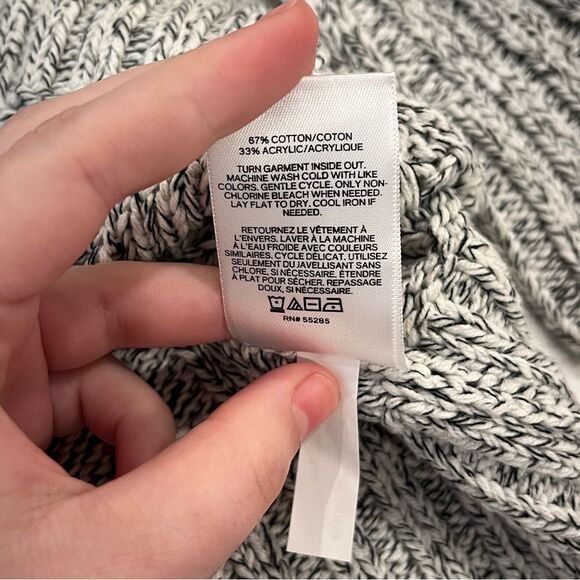 67% COTTON/COTON
33% ACRYLIC/ACRYLIQUE
TURN GARMENT INSIDE OUT.
MACHINE WASH COLD WITH LIKE
COLORS. GENTLE CYCLE. ONLY NON-
CHLORINE BLEACH WHEN NEEDED.
LAY FLAT TO DRY. COOL IRON IF
NEEDED.
RETOURNEZ LE VÊTEMENT À
L'ENVERS. LAVER À LA MACHINE
À L'EAU FROIDE AVEC COULEURS
SIMILAIRES. CYCLE DÉLICAT. UTILISEZ
SEULEMENT DU JAVELLISANT SANS
CHLORE, SI NÉCESSAIRE. ÉTENDRE
À PLAT POUR SÉCHER. REPASSAGE
DOUX, SI NÉCESSAIRE.
RN# 55285